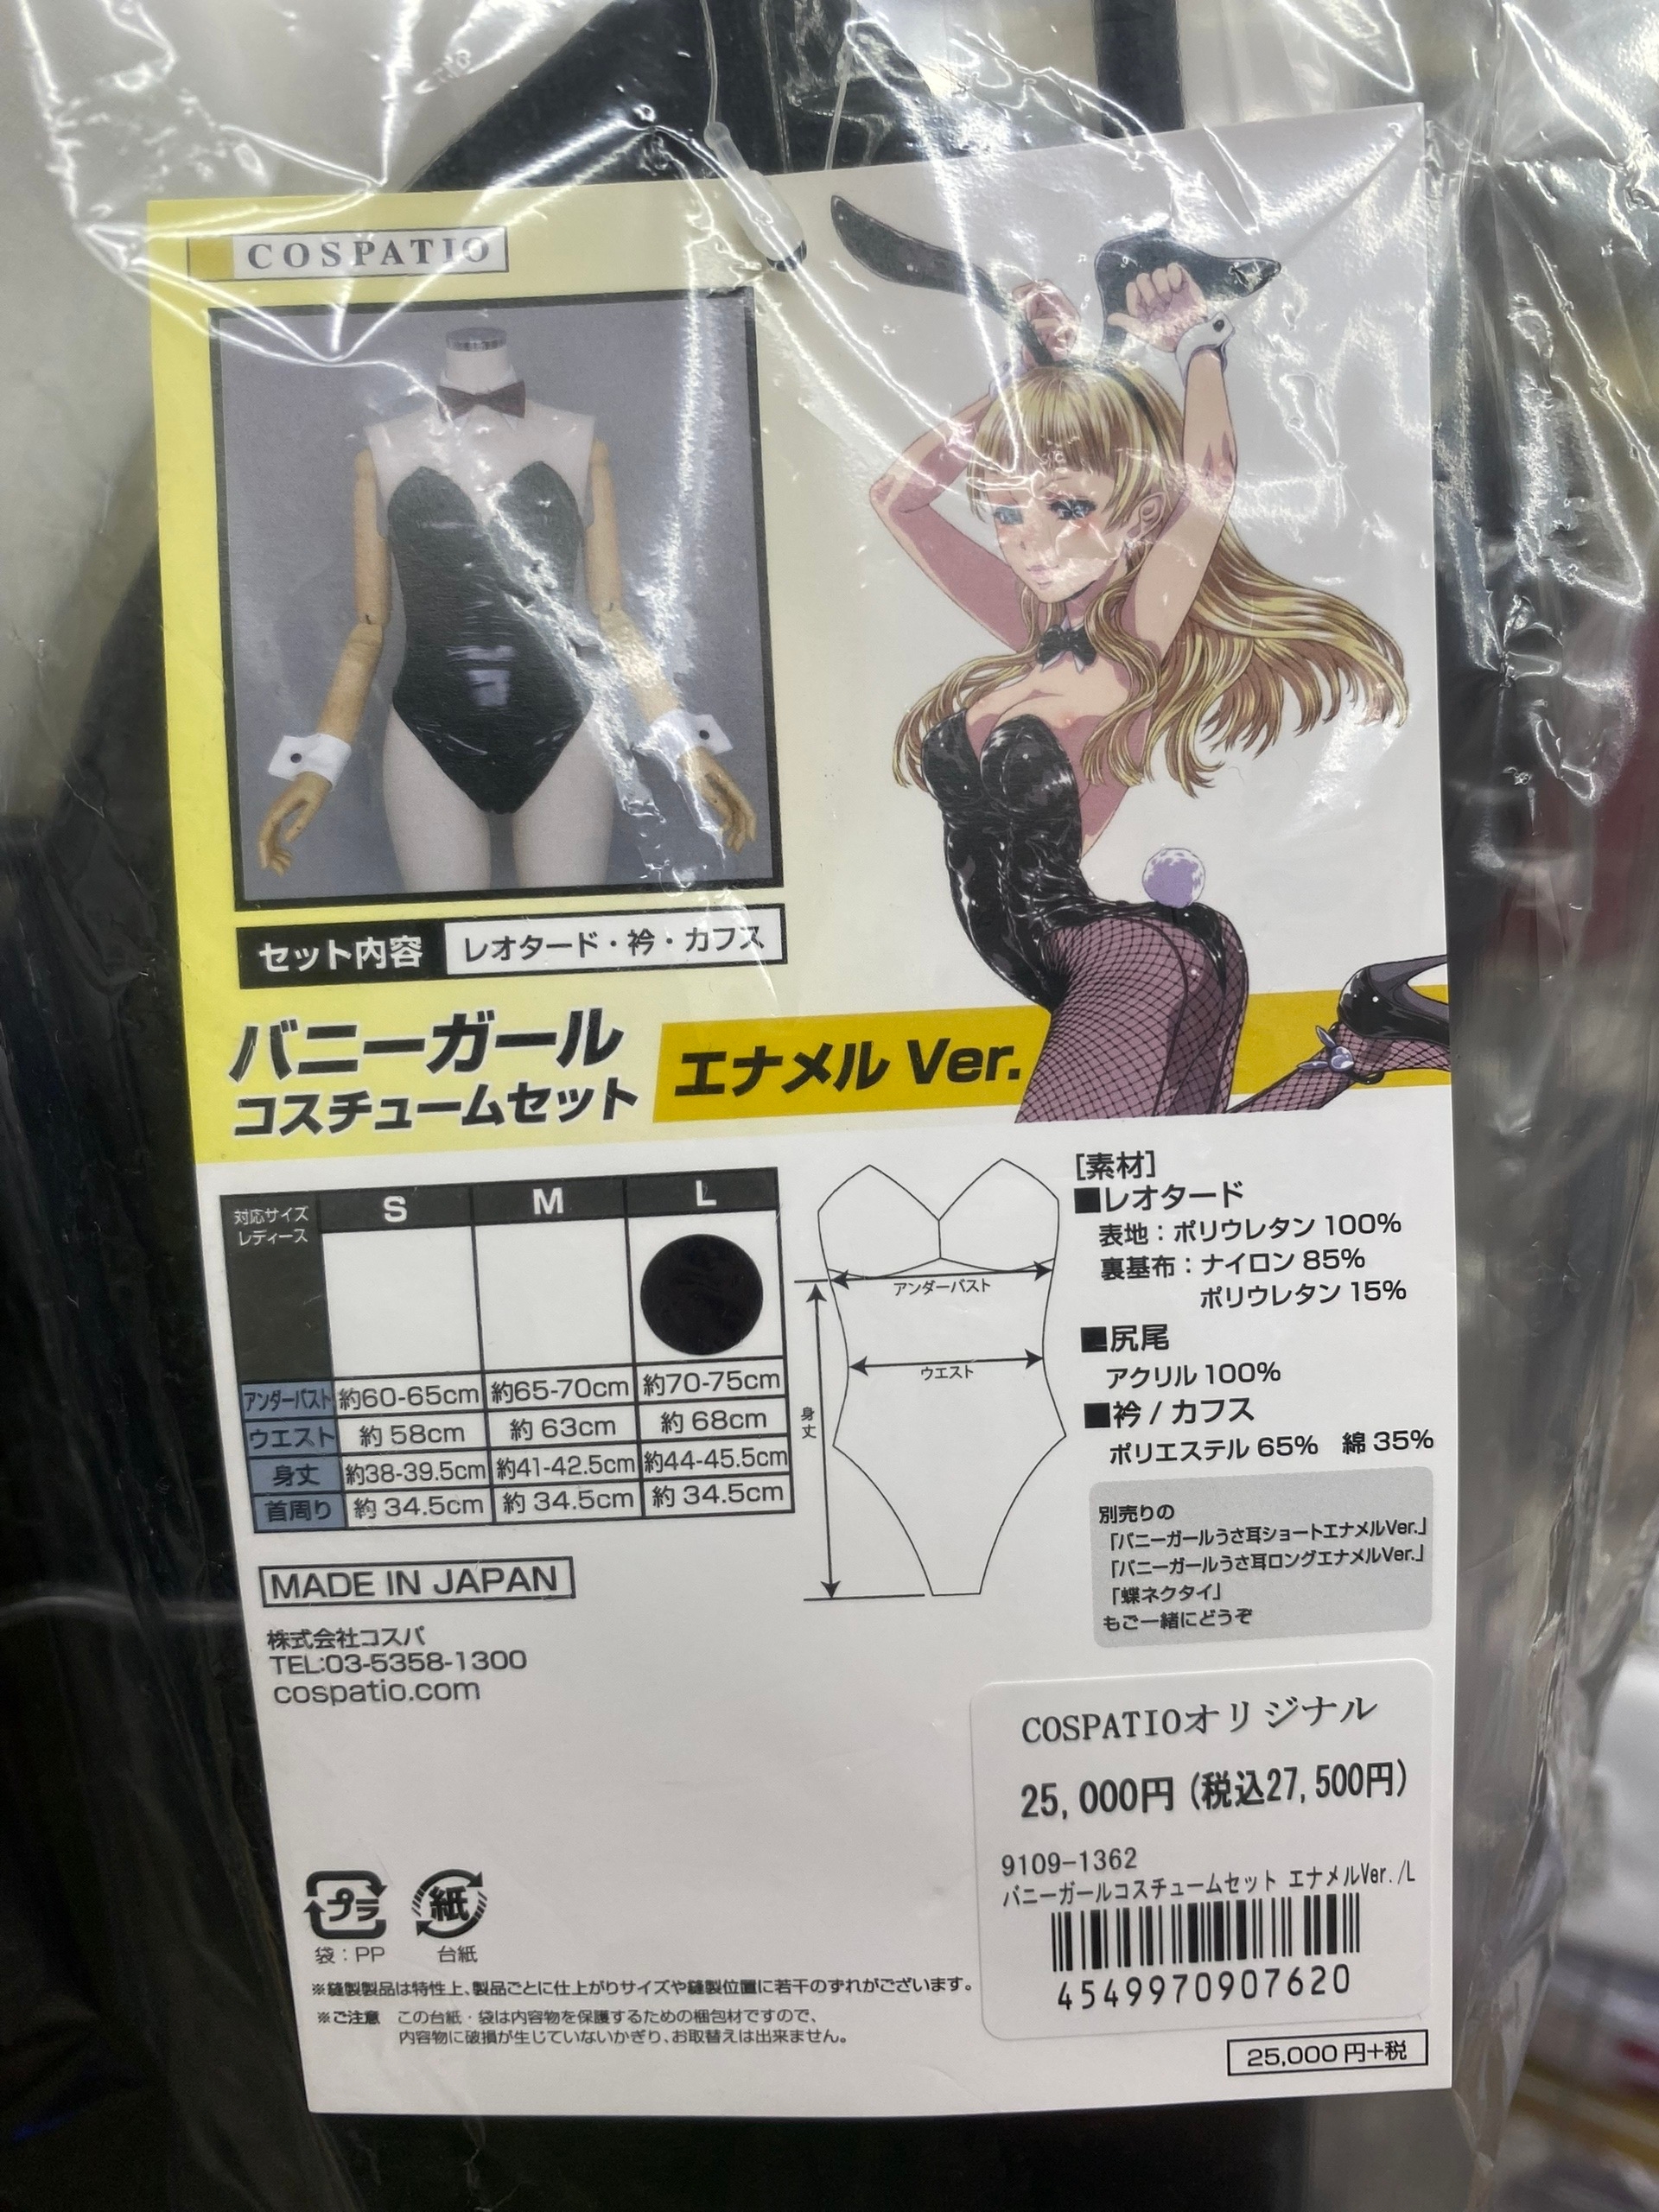 COSPATIO
セット内容 レオタード・衿・カフス
バニーガール
コスチュームセット
エナメル Ver.
対応サイズ レディース S M L
アンダーバスト 約60-65cm 約65-70cm 約70-75cm
ウエスト 約 58cm 約 63cm 約 68cm
身丈 約38-39.5cm 約41-42.5cm 約44-45.5cm
首周り 約 34.5cm 約 34.5cm 約 34.5cm
アンダーバスト
ウエスト
身丈
[素材]
■レオタード
表地：ポリウレタン 100%
裏基布：ナイロン 85%
ポリウレタン 15%
■尻尾
アクリル 100%
■衿 / カフス
ポリエステル 65% 綿 35%
別売りの
「バニーガールうさ耳ショートエナメルVer.」
「バニーガールうさ耳ロングエナメルVer.」
「蝶ネクタイ」
もご一緒にどうぞ
MADE IN JAPAN
株式会社コスパ
TEL:03-5358-1300
cospatio.com
COSPATIOオリジナル
25,000円(税込27,500円)
9109-1362
バニーガールコスチュームセット エナメルVer./L
4549970907620
プラ 紙
袋：PP 台紙
※縫製製品は特性上、製品ごとに仕上がりサイズや縫製位置に若干のずれがございます。
※ご注意 この台紙・袋は内容物を保護するための梱包材ですので、
内容物に破損が生じていないかぎり、お取替えは出来ません。
25,000 円+税